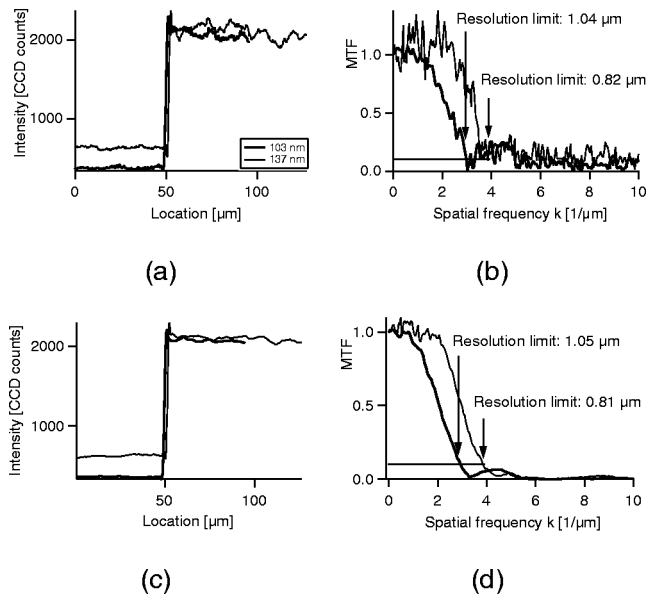 2000
1000
Intensity [CCD counts]
103 nm
137 nm
0
50
100
Location [µm]
(a)
Resolution limit: 1.04 µm
Resolution limit: 0.82 µm
MTF
1.0
0.5
0.0
0
2
4
6
8
10
Spatial frequency k [1/µm]
(b)
2000
1000
Intensity [CCD counts]
50
100
Location [µm]
(c)
Resolution limit: 1.05 µm
Resolution limit: 0.81 µm
MTF
1.0
0.5
0.0
0
2
4
6
8
10
Spatial frequency k [1/µm]
(d)